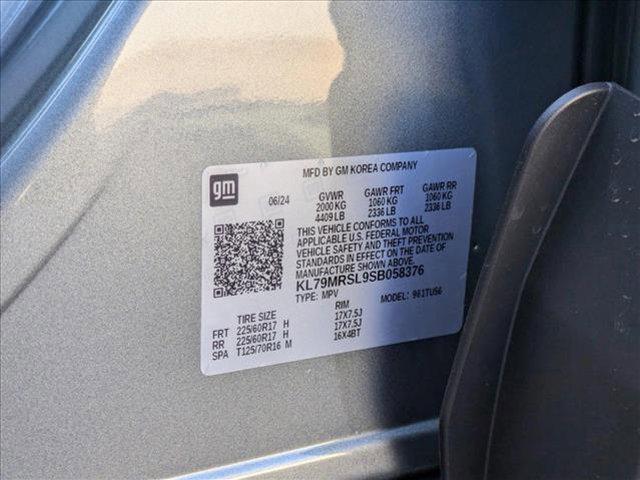 MFD BY GM KOREA COMPANY
gm
06/24 GVWR GAWR FRT GAWR RR
2000 KG 1060 KG 1060 KG
4409 LB 2336 LB 2336 LB
THIS VEHICLE CONFORMS TO ALL
APPLICABLE U.S. FEDERAL MOTOR
VEHICLE SAFETY AND THEFT PREVENTION
STANDARDS IN EFFECT ON THE DATE OF
MANUFACTURE SHOWN ABOVE.
KL79MRSL9SB058376
TYPE: MPV MODEL: 9E1TU56
TIRE SIZE RIM
FRT 225/60R17 H 17X7.5J
RR 225/60R17 H 17X7.5J
SPA T125/70R16 M 16X4BT